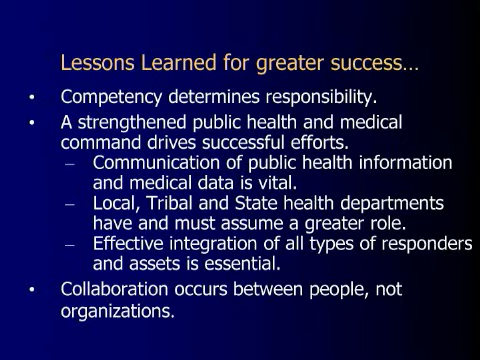 Lessons Learned for greater success…
• Competency determines responsibility.
• A strengthened public health and medical
command drives successful efforts.
– Communication of public health information
and medical data is vital.
– Local, Tribal and State health departments
have and must assume a greater role.
– Effective integration of all types of responders
and assets is essential.
• Collaboration occurs between people, not
organizations.